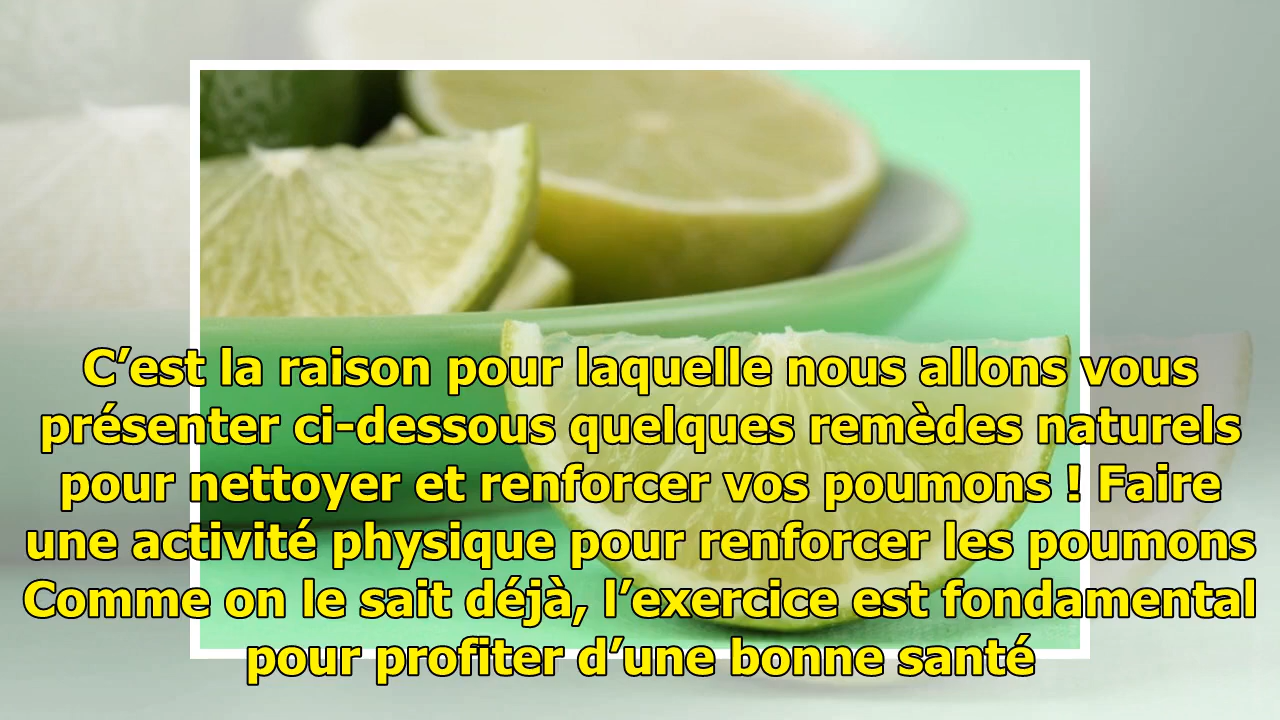 C’est la raison pour laquelle nous allons vous
présenter ci-dessous quelques remèdes naturels
pour nettoyer et renforcer vos poumons ! Faire
une activité physique pour renforcer les poumons
Comme on le sait déjà, l’exercice est fondamental
pour profiter d’une bonne santé